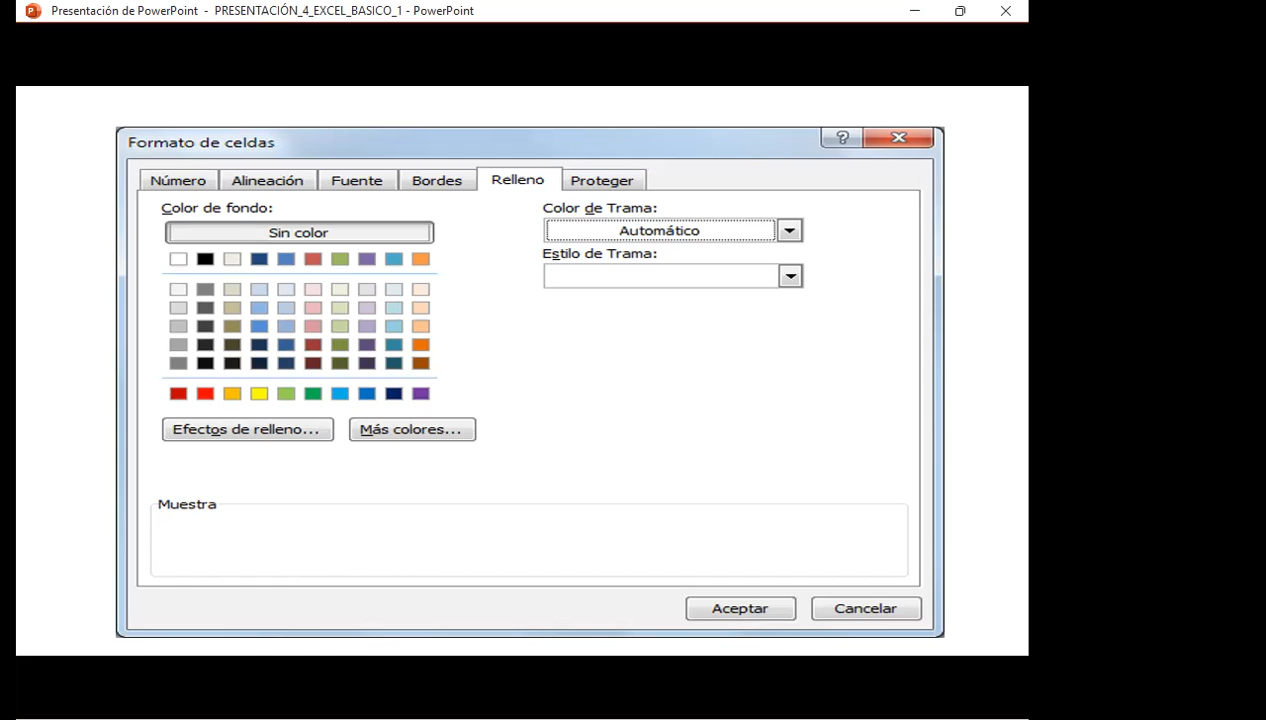 Presentación de PowerPoint - PRESENTACIÓN_4_EXCEL_BASICO_1 - PowerPoint
Formato de celdas
Número Alineación Fuente Bordes Relleno Proteger
Color de fondo:
Sin color
Color de Trama:
Automático
Estilo de Trama:
Efectos de relleno... Más colores...
Muestra
Aceptar Cancelar